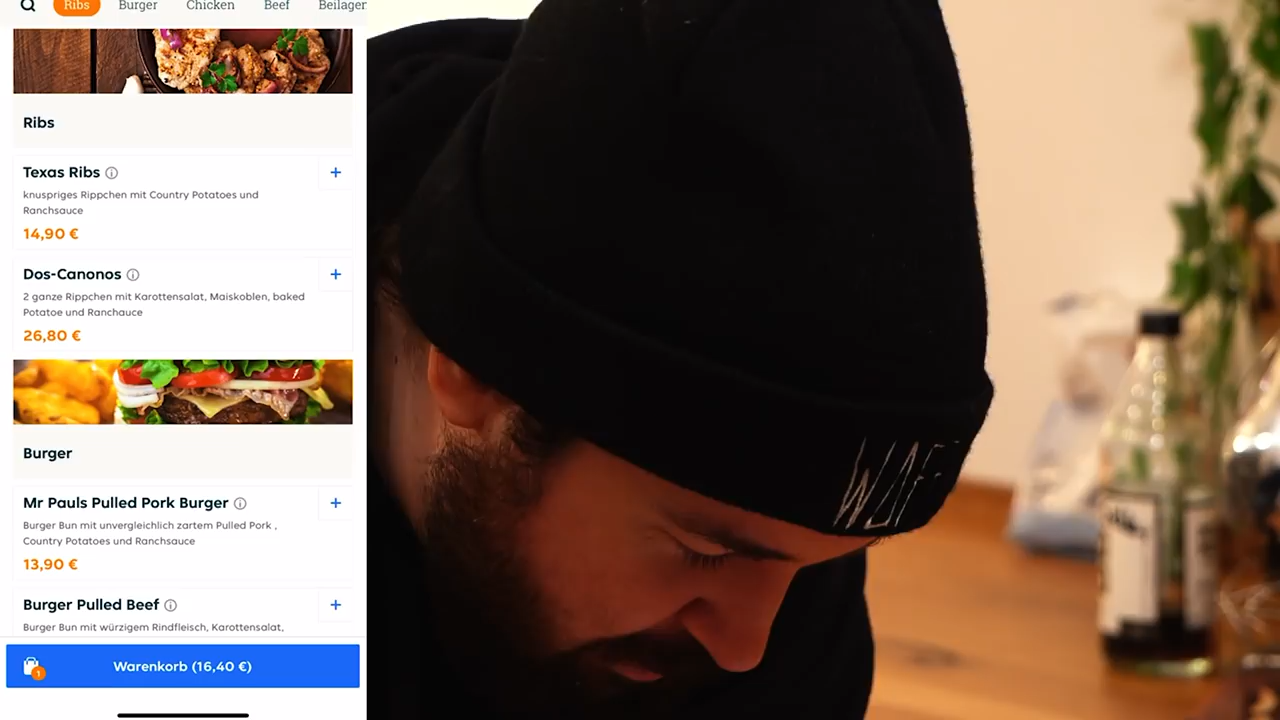 Ribs
Burger
Chicken
Beef
Beilagen
Ribs
Texas Ribs
knuspriges Rippchen mit Country Potatoes und
Ranchsauce
14,90 €
Dos-Canonos
2 ganze Rippchen mit Karottensalat, Maiskoblen, baked
Potatoe und Ranchauce
26,80 €
Burger
Mr Pauls Pulled Pork Burger
Burger Bun mit unvergleichlich zartem Pulled Pork ,
Country Potatoes und Ranchsauce
13,90 €
Burger Pulled Beef
Burger Bun mit würzigem Rindfleisch, Karottensalat,
1
Warenkorb (16,40 €)